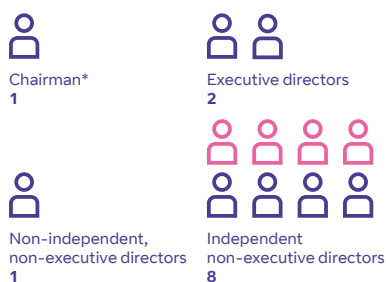 Chairman*
1
Executive directors
2
Non-independent,
non-executive directors
1
Independent
non-executive directors
8